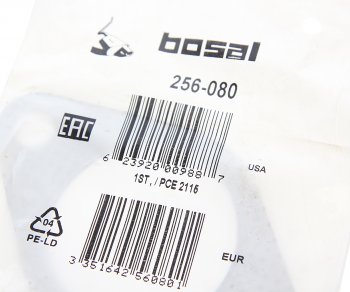 bosal
256-080
EAC
6 23920 00988 7
USA
1ST, / PCE 2116
04
PE-LD
EUR
3 351642 560801